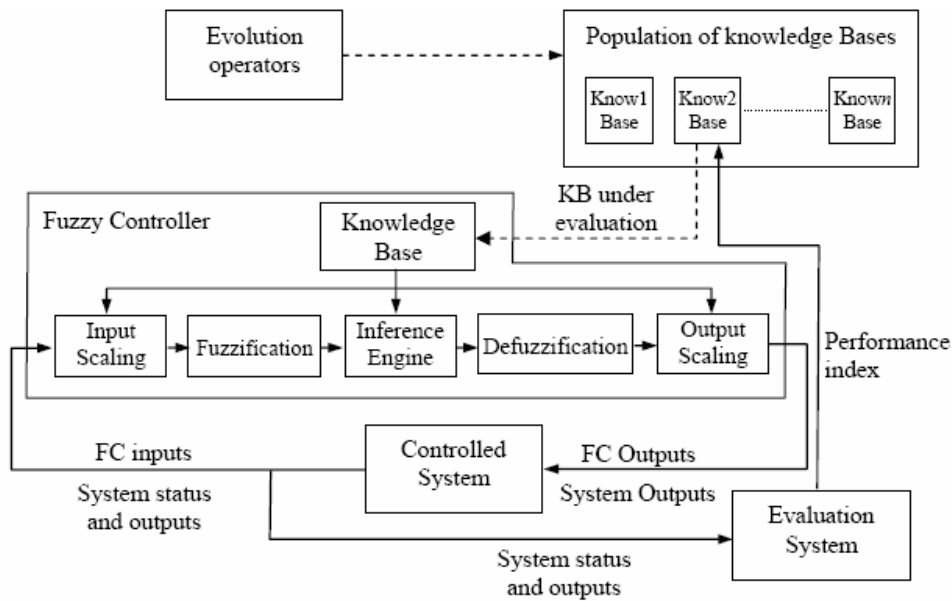 Evolution
operators
Population of knowledge Bases
Know1
Base
Know2
Base
Known
Base
KB under
evaluation
Fuzzy Controller
Knowledge
Base
Input
Scaling
Fuzzification
Inference
Engine
Defuzzification
Output
Scaling
Performance
index
FC inputs
System status
and outputs
Controlled
System
FC Outputs
System Outputs
Evaluation
System
System status
and outputs